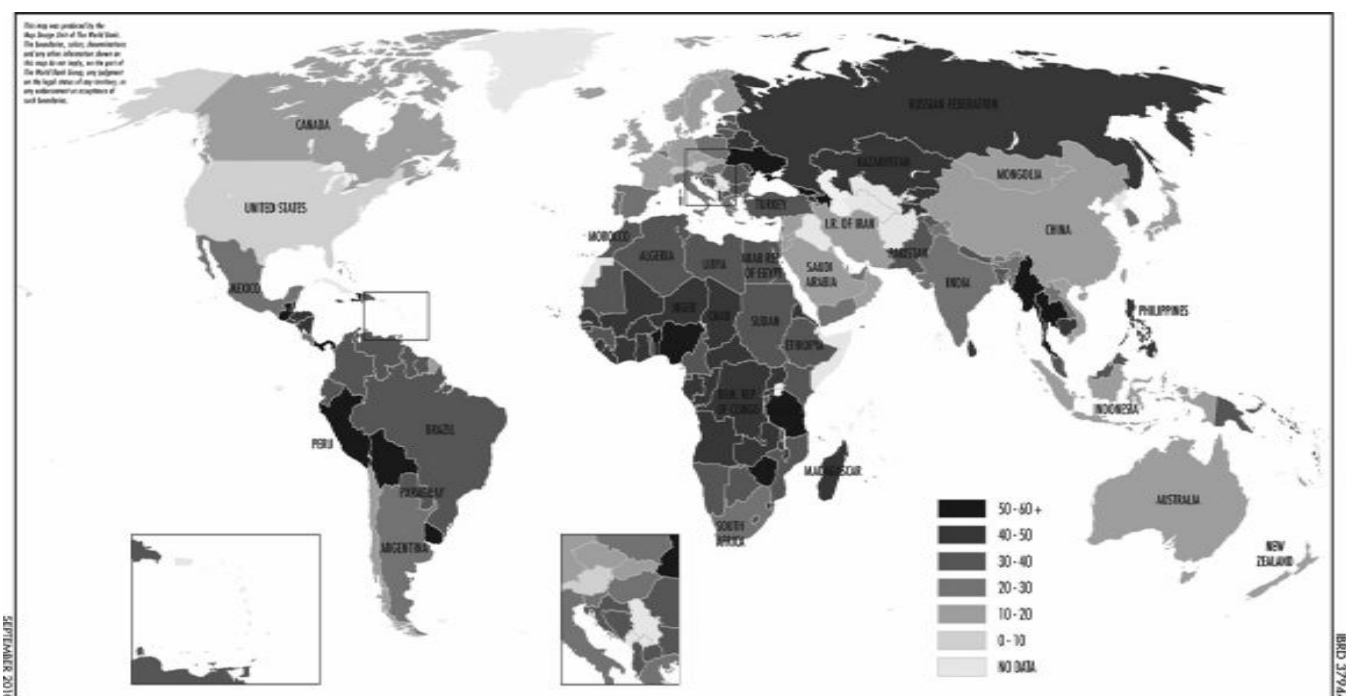 This map was produced by the
Map Design Unit of The World Bank.
The boundaries, colors, denominations
and any other information shown on
this map do not imply, on the part of
The World Bank Group, any judgment
on the legal status of any territory, or
any endorsement or acceptance of
such boundaries.
CANADA
RUSSIAN FEDERATION
KAZAKHSTAN
MONGOLIA
UNITED STATES
TURKEY
I.R. OF IRAN
CHINA
MOROCCO
ALGERIA
LIBYA
ARAB REP.
OF EGYPT
PAKISTAN
SAUDI
ARABIA
INDIA
MEXICO
NIGER
CHAD
SUDAN
PHILIPPINES
ETHIOPIA
DEM. REP.
OF CONGO
INDONESIA
BRAZIL
PERU
MADAGASCAR
PARAGUAY
AUSTRALIA
SOUTH
AFRICA
ARGENTINA
NEW
ZEALAND
50 - 60 +
40 - 50
30 - 40
20 - 30
10 - 20
0 - 10
NO DATA
SEPTEMBER
IBRD